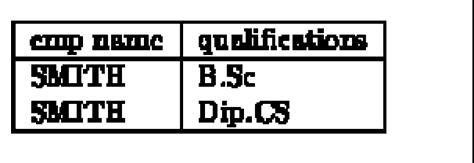 emp name qualifications
SMITH B.Sc
SMITH Dip.CS